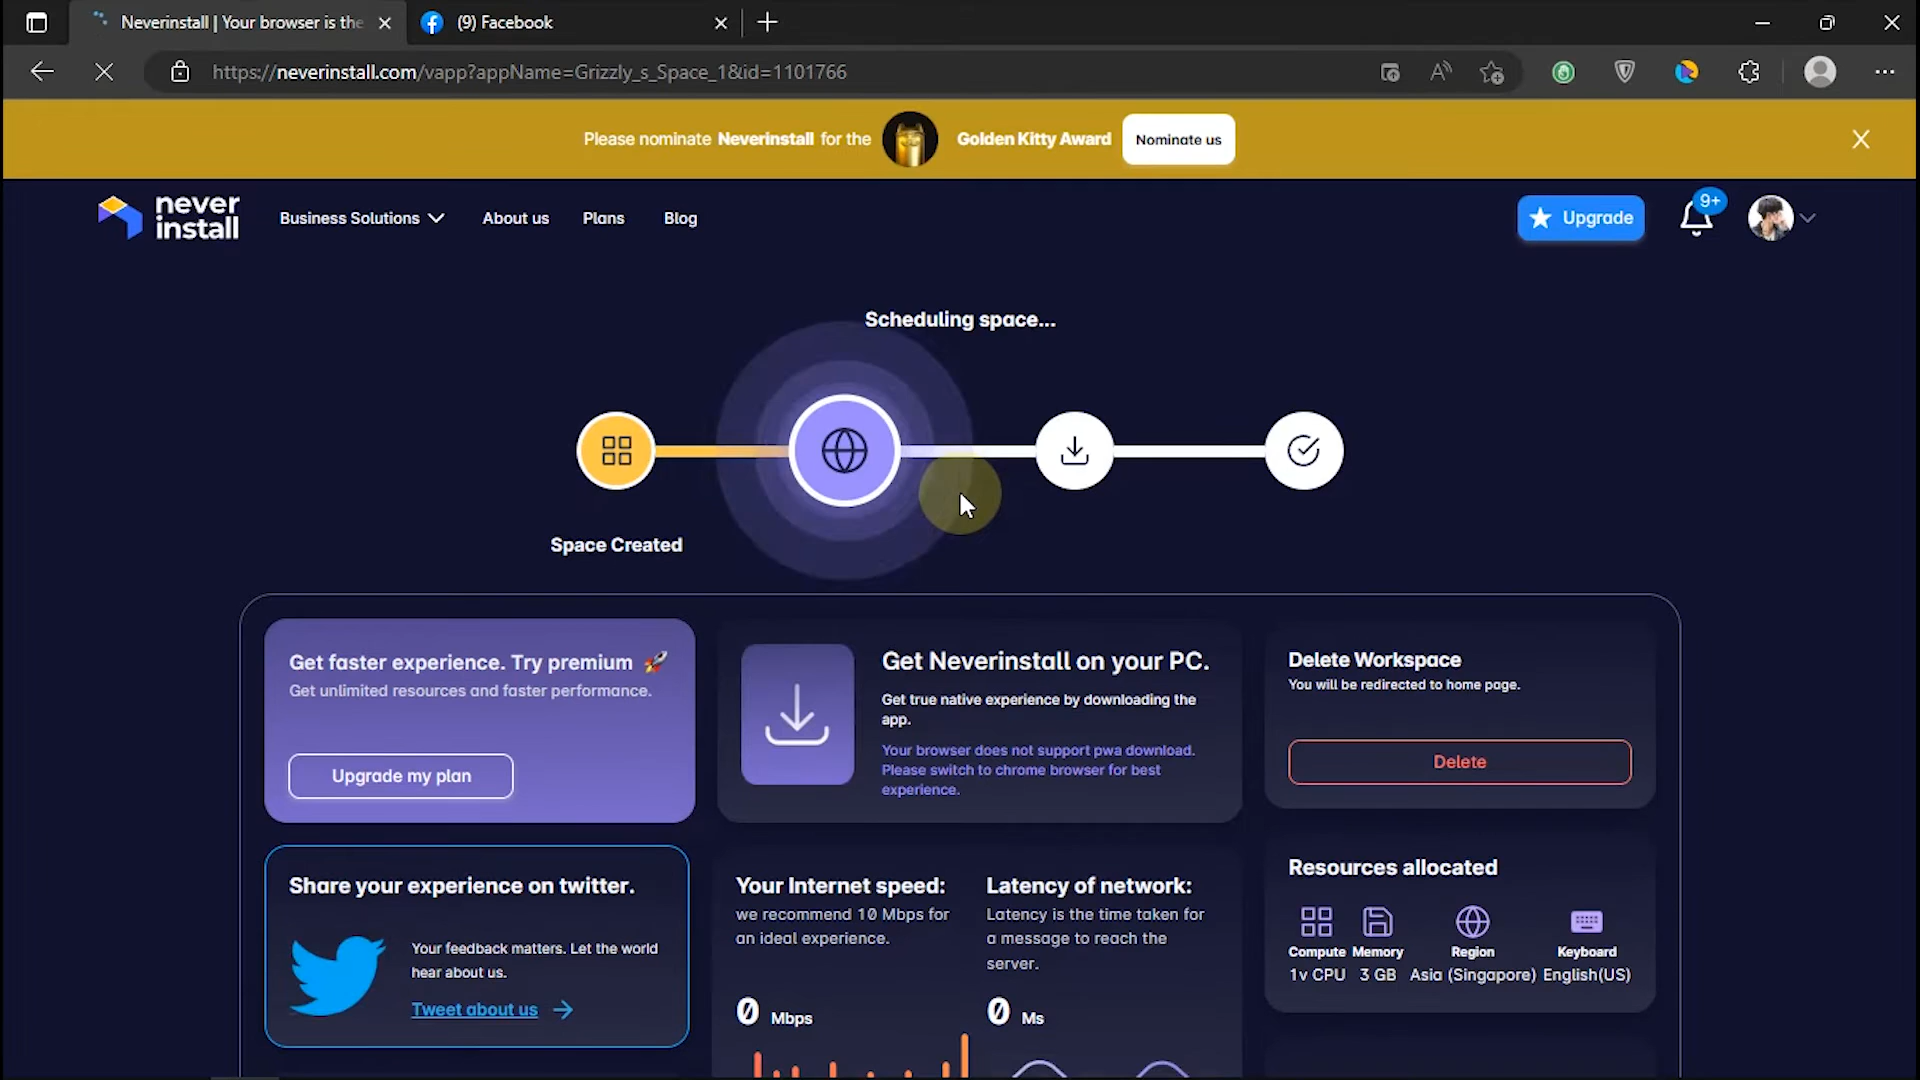 Neverinstall | Your browser is the
(9) Facebook
https://neverinstall.com/vapp?appName=Grizzly_s_Space_1&id=1101766
Please nominate Neverinstall for the
Golden Kitty Award
Nominate us
never
install
Business Solutions
About us
Plans
Blog
Upgrade
9+
Scheduling space...
Space Created
Get faster experience. Try premium 🚀
Get unlimited resources and faster performance.
Upgrade my plan
Get Neverinstall on your PC.
Get true native experience by downloading the
app.
Your browser does not support pwa download.
Please switch to chrome browser for best
experience.
Delete Workspace
You will be redirected to home page.
Delete
Share your experience on twitter.
Your feedback matters. Let the world
hear about us.
Tweet about us
Your Internet speed:
we recommend 10 Mbps for
an ideal experience.
0 Mbps
Latency of network:
Latency is the time taken for
a message to reach the
server.
0 Ms
Resources allocated
Compute Memory Region Keyboard
1v CPU 3 GB Asia (Singapore) English(US)